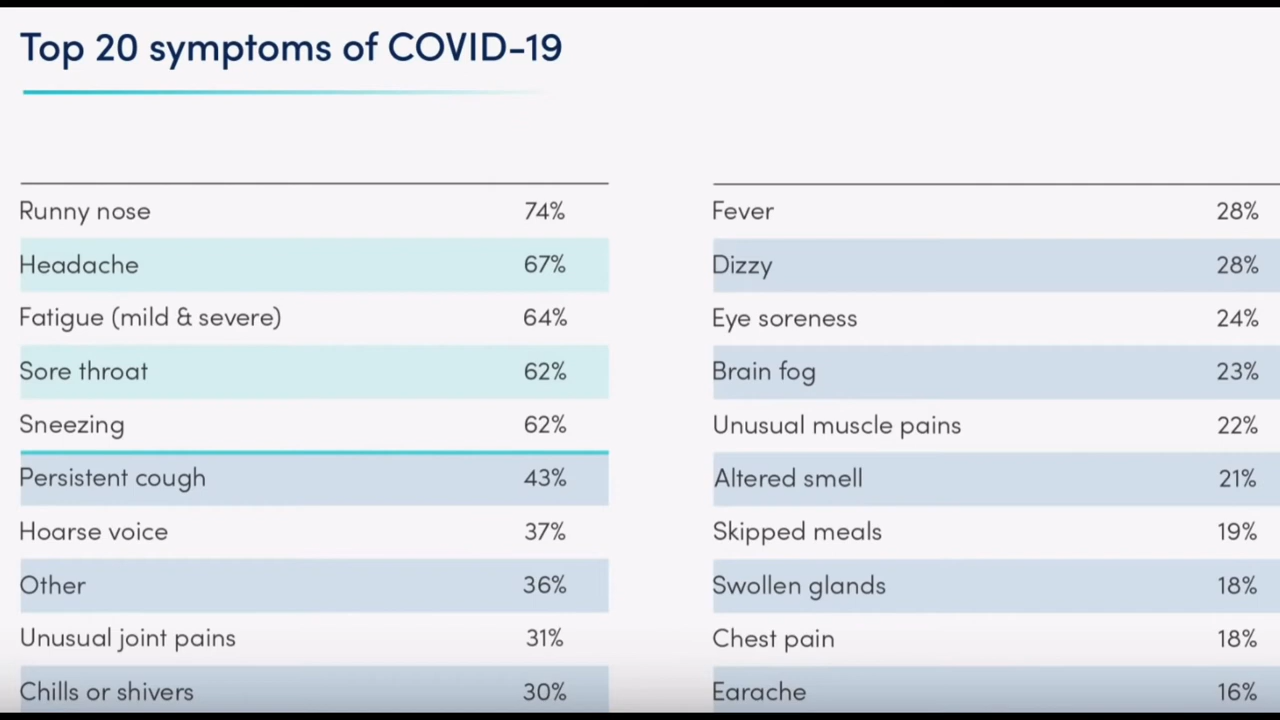 Top 20 symptoms of COVID-19
Runny nose 74%
Headache 67%
Fatigue (mild & severe) 64%
Sore throat 62%
Sneezing 62%
Persistent cough 43%
Hoarse voice 37%
Other 36%
Unusual joint pains 31%
Chills or shivers 30%
Fever 28%
Dizzy 28%
Eye soreness 24%
Brain fog 23%
Unusual muscle pains 22%
Altered smell 21%
Skipped meals 19%
Swollen glands 18%
Chest pain 18%
Earache 16%